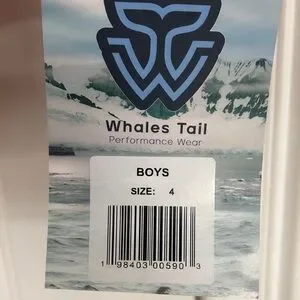 Whales Tail
Performance Wear
BOYS
SIZE: 4
1 98403 00590 3